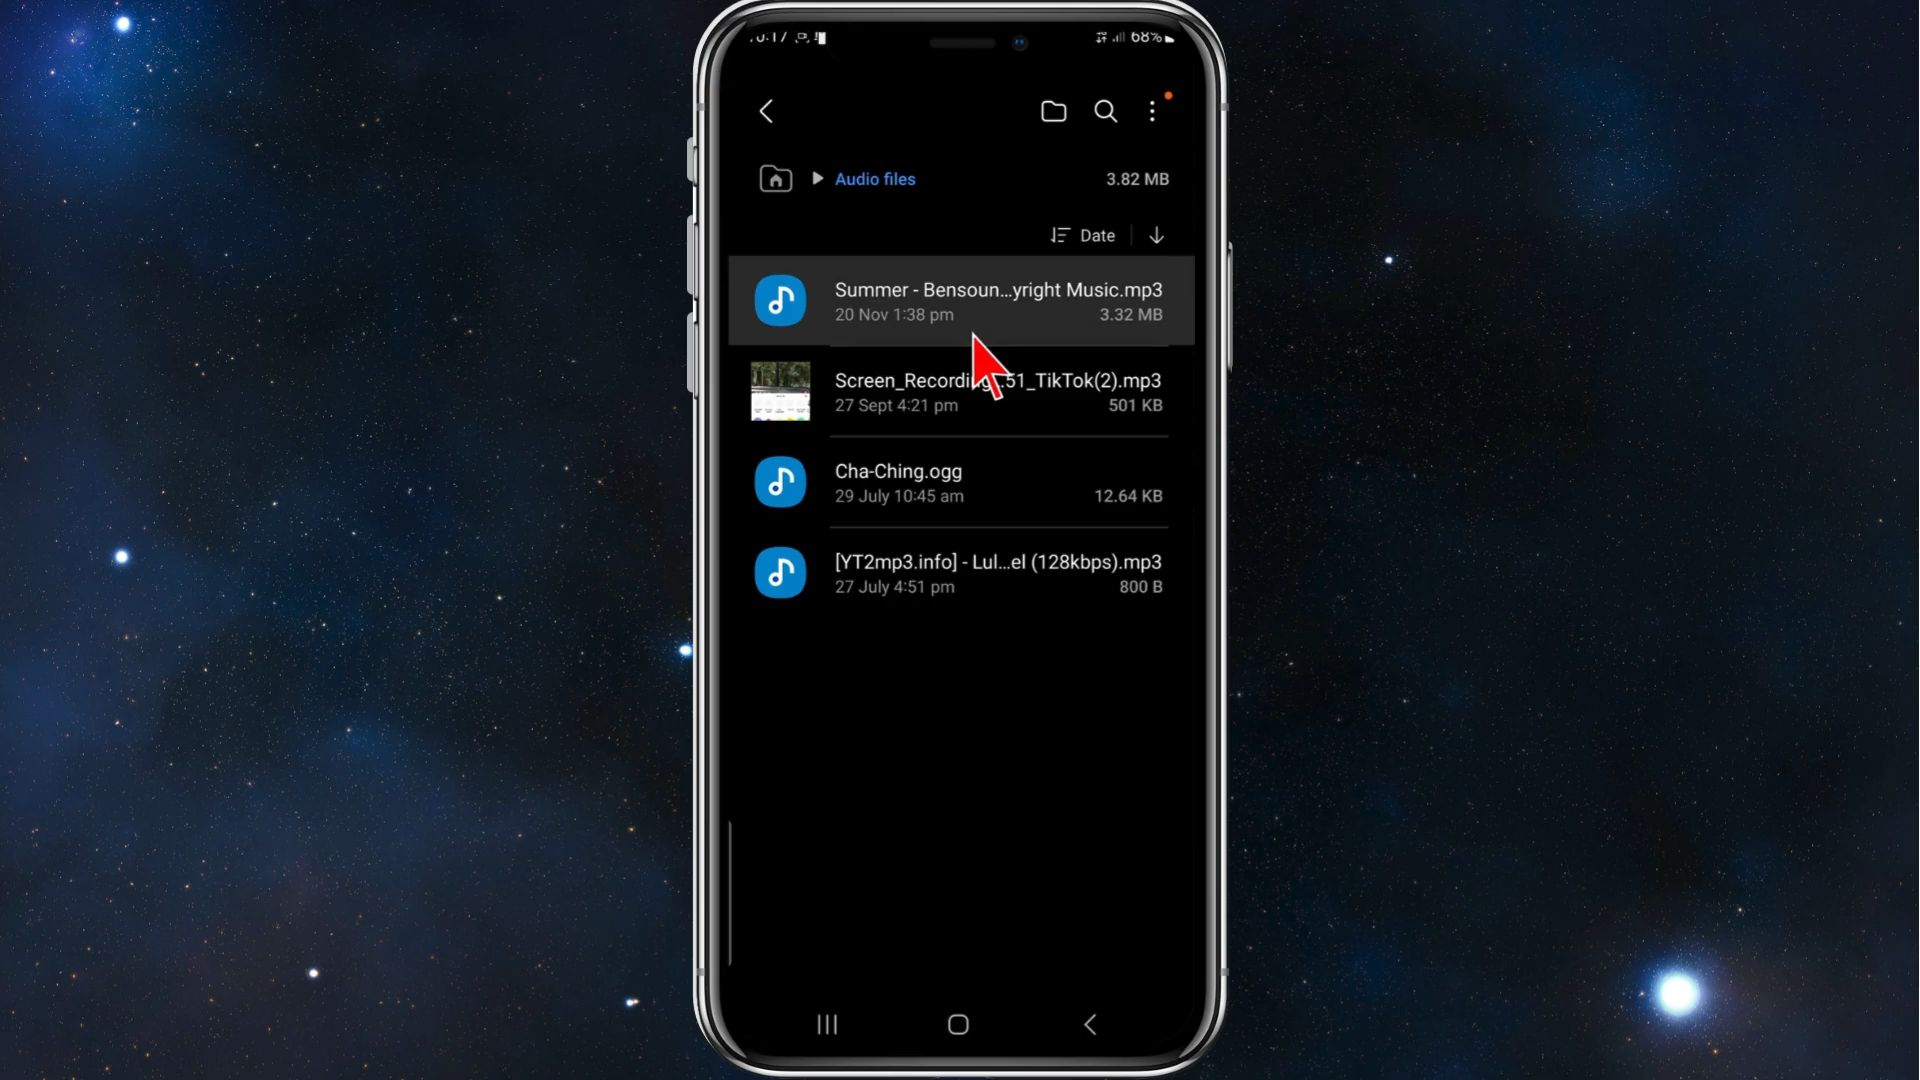 68%
Audio files 3.82 MB
Date
Summer - Bensoun...yright Music.mp3
20 Nov 1:38 pm 3.32 MB
51_TikTok(2).mp3
27 Sept 4:21 pm 501 KB
Cha-Ching.ogg
29 July 10:45 am 12.64 KB
[YT2mp3.info] - Lul...el (128kbps).mp3
27 July 4:51 pm 800 B